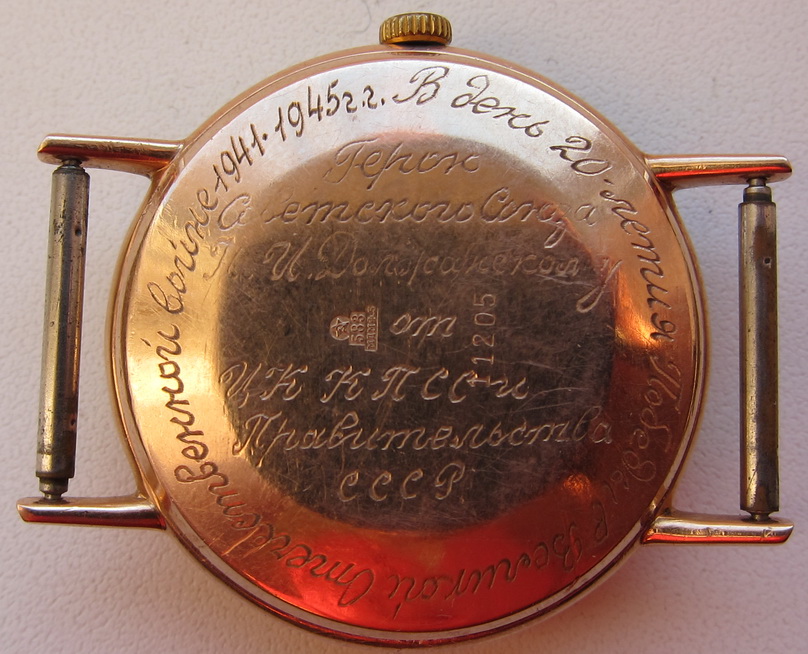 В день 20-летия Победы в Великой Отечественной войне 1941-1945 г.г.
Герою
Советского Союза
И. Должанскому
от
583
11205
ЦК КПСС и
Правительства
СССР